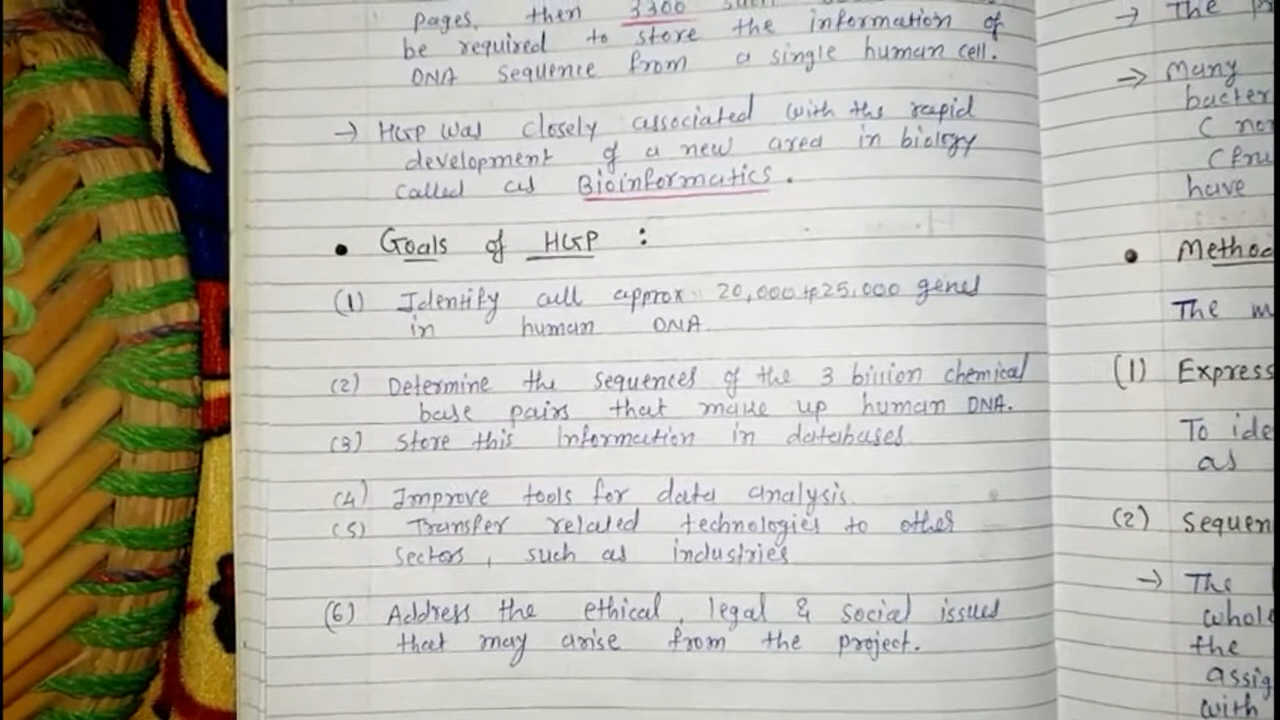 pages, then 3300 such
be required to store the information of
DNA sequence from a single human cell.
→ HGP was closely associated with the rapid
development of a new area in biology
called as Bioinformatics.
• Goals of HGP :
(1) Identify all approx 20,000 to 25,000 genes
in human DNA.
(2) Determine the sequences of the 3 billion chemical
base pairs that make up human DNA.
(3) Store this Information in databases
(4) Improve tools for data analysis.
(5) Transfer related technologies to other
sectors, such as industries
(6) Address the ethical, legal & social issues
that may arise from the project.
→ The
→ Many
bacter
( no
have
• Method
The m
(1) Express
To ide
as
(2) Sequen
→ The
whole
the
assig
with